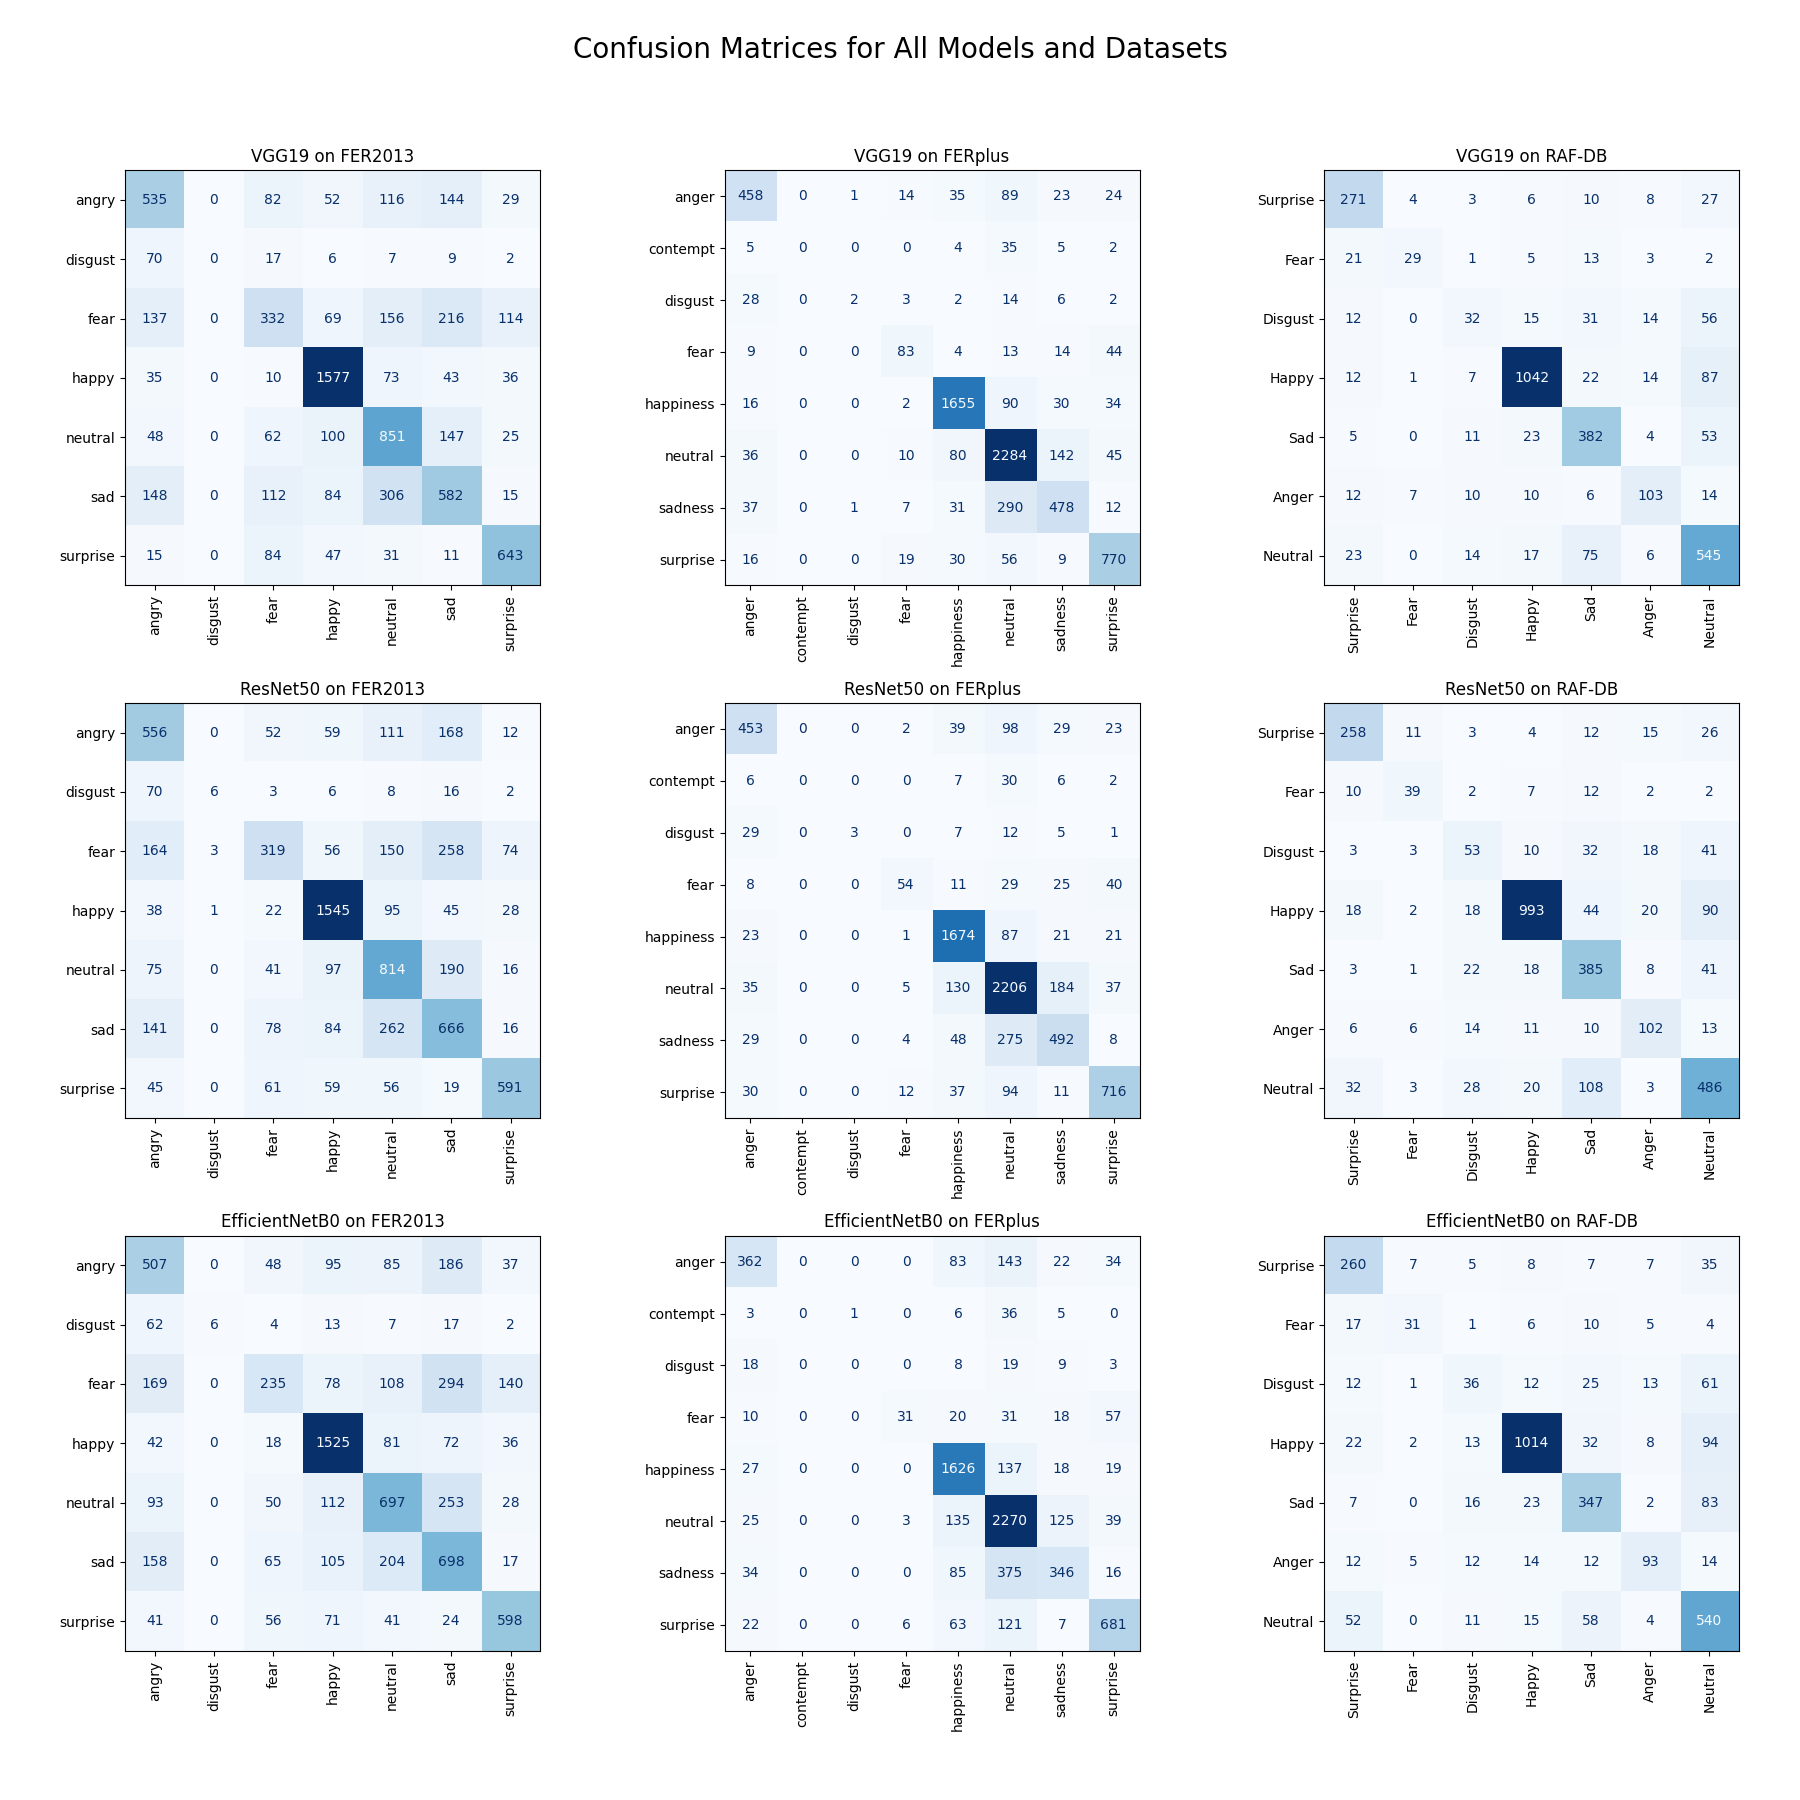 Confusion Matrices for All Models and Datasets
VGG19 on FER2013
angry 535 0 82 52 116 144 29
disgust 70 0 17 6 7 9 2
fear 137 0 332 69 156 216 114
happy 35 0 10 1577 73 43 36
neutral 48 0 62 100 851 147 25
sad 148 0 112 84 306 582 15
surprise 15 0 84 47 31 11 643
angry disgust fear happy neutral sad surprise
VGG19 on FERplus
anger 458 0 1 14 35 89 23 24
contempt 5 0 0 0 4 35 5 2
disgust 28 0 2 3 2 14 6 2
fear 9 0 0 83 4 13 14 44
happiness 16 0 0 2 1655 90 30 34
neutral 36 0 0 10 80 2284 142 45
sadness 37 0 1 7 31 290 478 12
surprise 16 0 0 19 30 56 9 770
anger contempt disgust fear happiness neutral sadness surprise
VGG19 on RAF-DB
Surprise 271 4 3 6 10 8 27
Fear 21 29 1 5 13 3 2
Disgust 12 0 32 15 31 14 56
Happy 12 1 7 1042 22 14 87
Sad 5 0 11 23 382 4 53
Anger 12 7 10 10 6 103 14
Neutral 23 0 14 17 75 6 545
Surprise Fear Disgust Happy Sad Anger Neutral
ResNet50 on FER2013
angry 556 0 52 59 111 168 12
disgust 70 6 3 6 8 16 2
fear 164 3 319 56 150 258 74
happy 38 1 22 1545 95 45 28
neutral 75 0 41 97 814 190 16
sad 141 0 78 84 262 666 16
surprise 45 0 61 59 56 19 591
angry disgust fear happy neutral sad surprise
ResNet50 on FERplus
anger 453 0 0 2 39 98 29 23
contempt 6 0 0 0 7 30 6 2
disgust 29 0 3 0 7 12 5 1
fear 8 0 0 54 11 29 25 40
happiness 23 0 0 1 1674 87 21 21
neutral 35 0 0 5 130 2206 184 37
sadness 29 0 0 4 48 275 492 8
surprise 30 0 0 12 37 94 11 716
anger contempt disgust fear happiness neutral sadness surprise
ResNet50 on RAF-DB
Surprise 258 11 3 4 12 15 26
Fear 10 39 2 7 12 2 2
Disgust 3 3 53 10 32 18 41
Happy 18 2 18 993 44 20 90
Sad 3 1 22 18 385 8 41
Anger 6 6 14 11 10 102 13
Neutral 32 3 28 20 108 3 486
Surprise Fear Disgust Happy Sad Anger Neutral
EfficientNetB0 on FER2013
angry 507 0 48 95 85 186 37
disgust 62 6 4 13 7 17 2
fear 169 0 235 78 108 294 140
happy 42 0 18 1525 81 72 36
neutral 93 0 50 112 697 253 28
sad 158 0 65 105 204 698 17
surprise 41 0 56 71 41 24 598
angry disgust fear happy neutral sad surprise
EfficientNetB0 on FERplus
anger 362 0 0 0 83 143 22 34
contempt 3 0 1 0 6 36 5 0
disgust 18 0 0 0 8 19 9 3
fear 10 0 0 31 20 31 18 57
happiness 27 0 0 0 1626 137 18 19
neutral 25 0 0 3 135 2270 125 39
sadness 34 0 0 0 85 375 346 16
surprise 22 0 0 6 63 121 7 681
anger contempt disgust fear happiness neutral sadness surprise
EfficientNetB0 on RAF-DB
Surprise 260 7 5 8 7 7 35
Fear 17 31 1 6 10 5 4
Disgust 12 1 36 12 25 13 61
Happy 22 2 13 1014 32 8 94
Sad 7 0 16 23 347 2 83
Anger 12 5 12 14 12 93 14
Neutral 52 0 11 15 58 4 540
Surprise Fear Disgust Happy Sad Anger Neutral